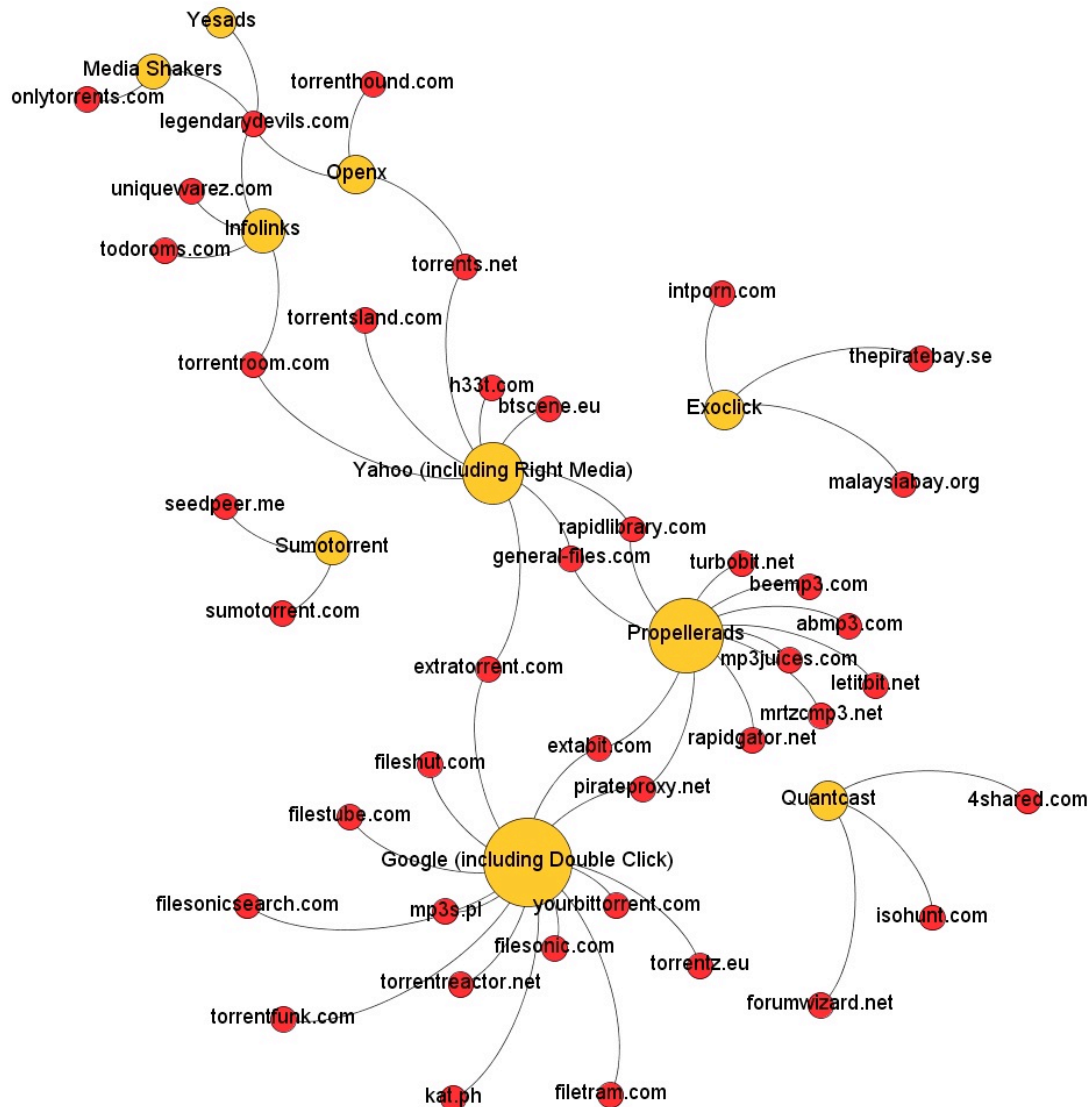 Yesads
Media Shakers
torrenthound.com
onlytorrents.com
legendarydevils.com
Openx
uniquewarez.com
Infolinks
todoroms.com
torrents.net
intporn.com
torrentsland.com
thepiratebay.se
torrentroom.com
h33t.com
btscene.eu
Exoclick
Yahoo (including Right Media)
malaysiabay.org
seedpeer.me
rapidlibrary.com
Sumotorrent
general-files.com
turbobit.net
beemp3.com
sumotorrent.com
abmp3.com
Propellerads
mp3juices.com
extratorrent.com
letitbit.net
mrtzcmp3.net
rapidgator.net
extabit.com
fileshut.com
pirateproxy.net
Quantcast
4shared.com
filestube.com
Google (including Double Click)
filesonicsearch.com
mp3s.pl
yourbittorrent.com
isohunt.com
filesonic.com
torrentz.eu
torrentreactor.net
forumwizard.net
torrentfunk.com
kat.ph
filetram.com